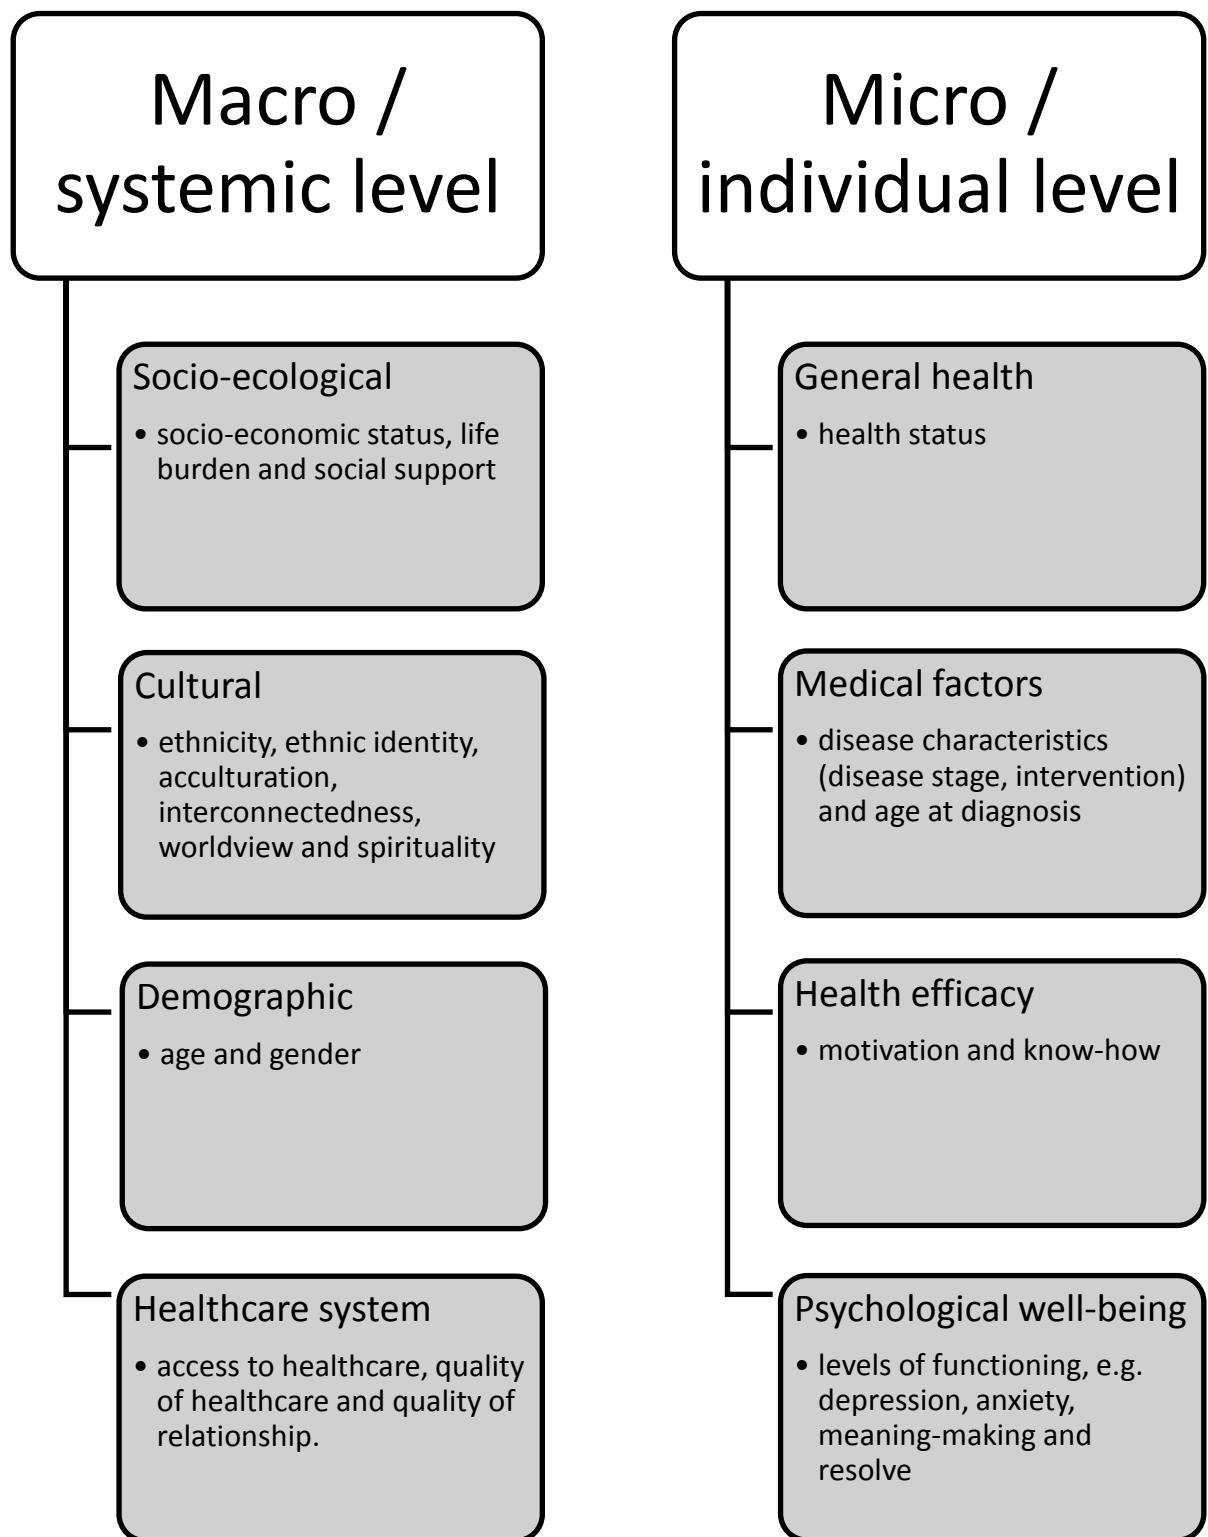 Macro /
systemic level
Socio-ecological
• socio-economic status, life
burden and social support
Cultural
• ethnicity, ethnic identity,
acculturation,
interconnectedness,
worldview and spirituality
Demographic
• age and gender
Healthcare system
• access to healthcare, quality
of healthcare and quality of
relationship.
Micro /
individual level
General health
• health status
Medical factors
• disease characteristics
(disease stage, intervention)
and age at diagnosis
Health efficacy
• motivation and know-how
Psychological well-being
• levels of functioning, e.g.
depression, anxiety,
meaning-making and
resolve